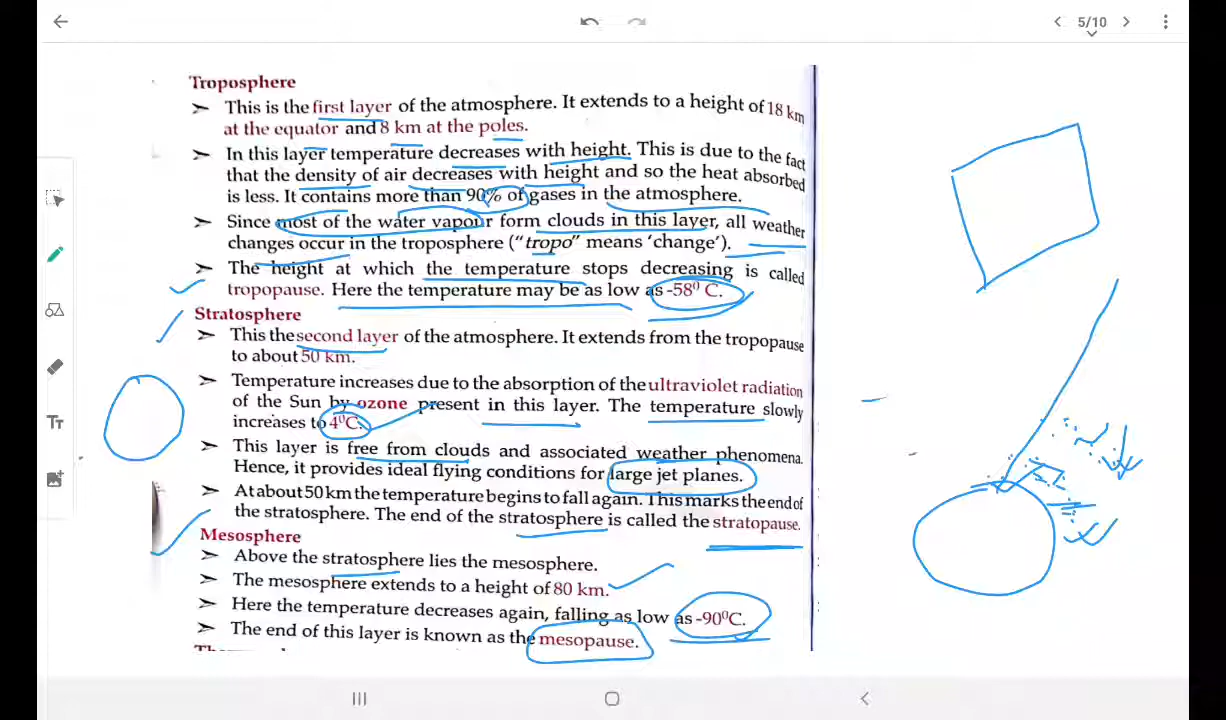 5/10
Troposphere
➢ This is the first layer of the atmosphere. It extends to a height of 18 km
at the equator and 8 km at the poles.
➢ In this layer temperature decreases with height. This is due to the fact
that the density of air decreases with height and so the heat absorbed
is less. It contains more than 90% of gases in the atmosphere.
➢ Since most of the water vapour form clouds in this layer, all weather
changes occur in the troposphere ("tropo" means 'change').
➢ The height at which the temperature stops decreasing is called
tropopause. Here the temperature may be as low as -58⁰ C.
Stratosphere
➢ This the second layer of the atmosphere. It extends from the tropopause
to about 50 km.
➢ Temperature increases due to the absorption of the ultraviolet radiation
of the Sun by ozone present in this layer. The temperature slowly
increases to 4⁰C.
➢ This layer is free from clouds and associated weather phenomena.
Hence, it provides ideal flying conditions for large jet planes.
➢ At about 50 km the temperature begins to fall again. This marks the end of
the stratosphere. The end of the stratosphere is called the stratopause.
Mesosphere
➢ Above the stratosphere lies the mesosphere.
➢ The mesosphere extends to a height of 80 km.
➢ Here the temperature decreases again, falling as low as -90⁰C.
➢ The end of this layer is known as the mesopause.
Tт